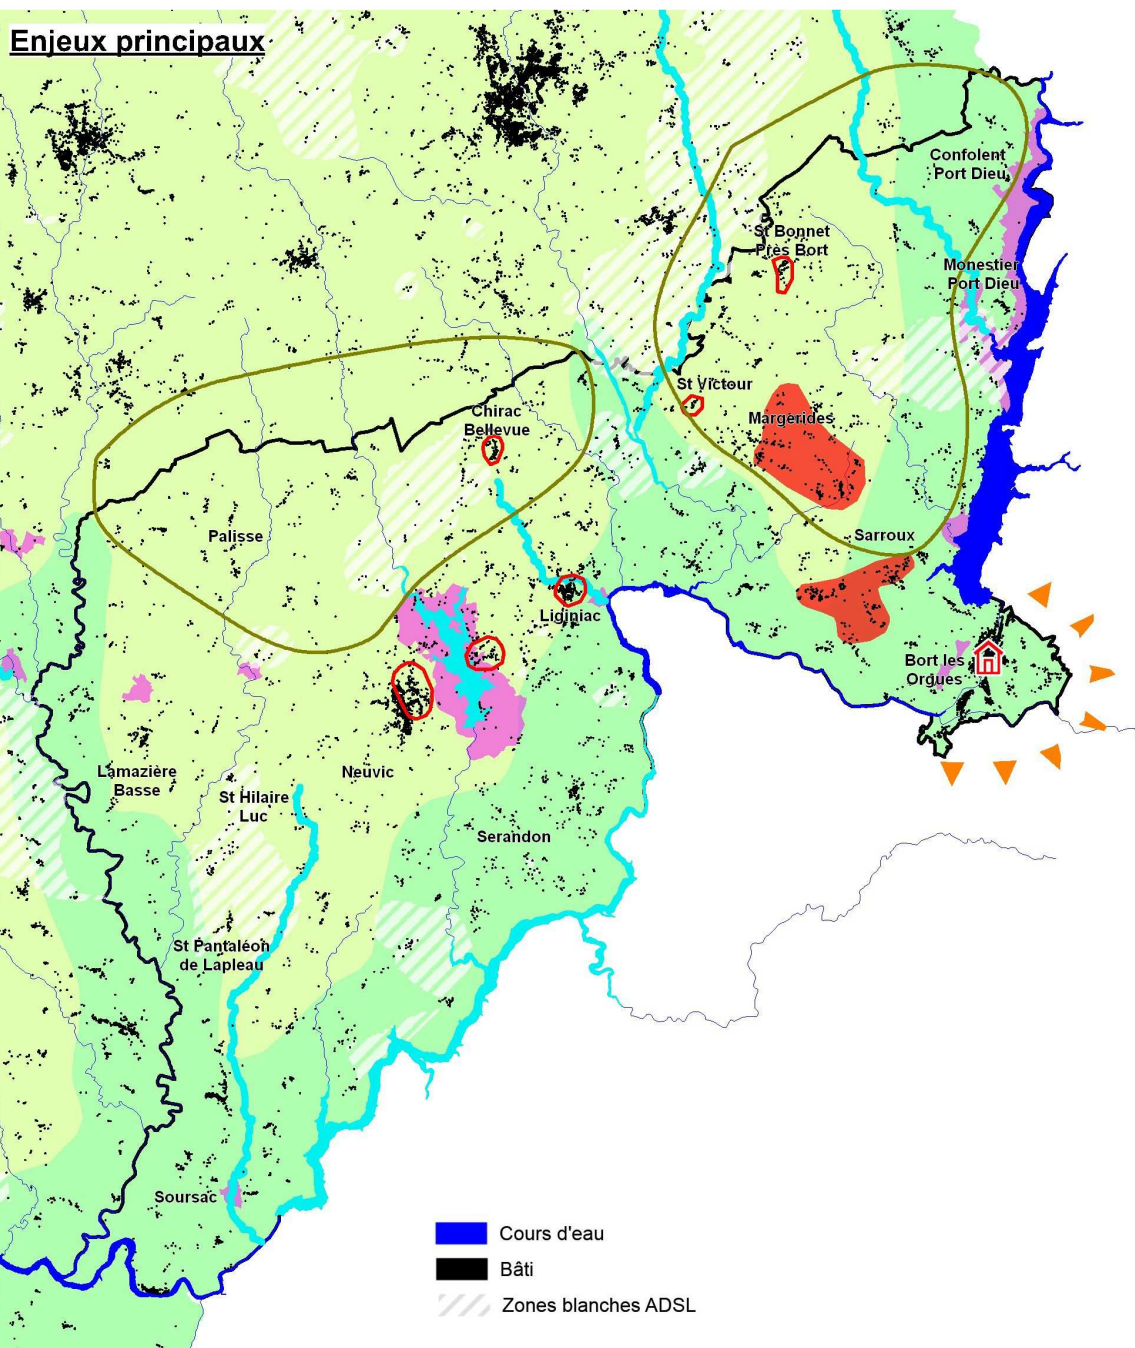 Enjeux principaux
Confolent
Port Dieu
St Bonnet
Près Bort
Monestier
Port Dieu
St Victour
Chirac
Bellevue
Margerides
Palisse
Sarroux
Liginiac
Bort les
Orgues
Lamazière
Basse
Neuvic
St Hilaire
Luc
Serandon
St Pantaléon
de Lapleau
Soursac
Cours d'eau
Bâti
Zones blanches ADSL